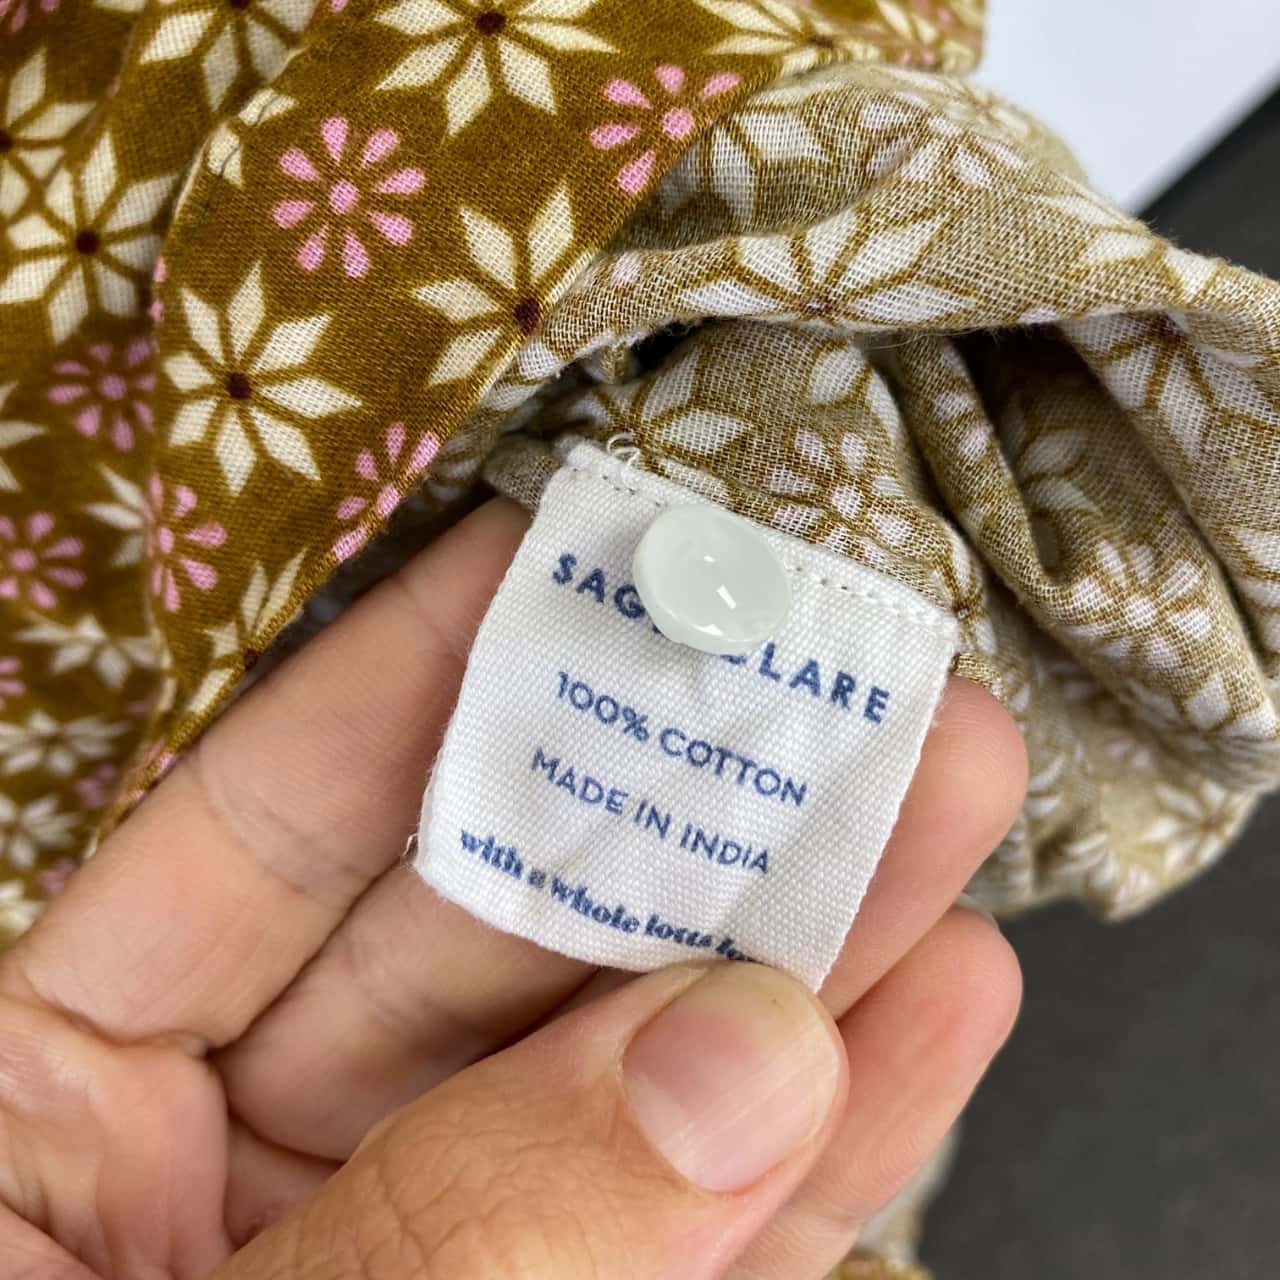 SAG LARE
100% COTTON
MADE IN INDIA
with a whole lotta